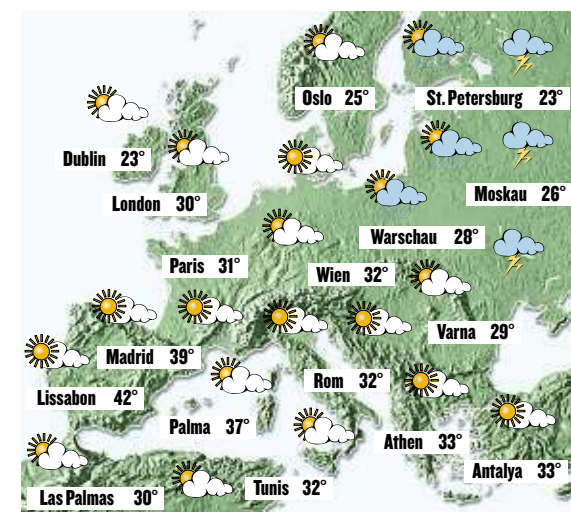 Oslo 25°
St. Petersburg 23°
Dublin 23°
London 30°
Moskau 26°
Warschau 28°
Paris 31°
Wien 32°
Varna 29°
Madrid 39°
Lissabon 42°
Rom 32°
Palma 37°
Athen 33°
Antalya 33°
Las Palmas 30°
Tunis 32°